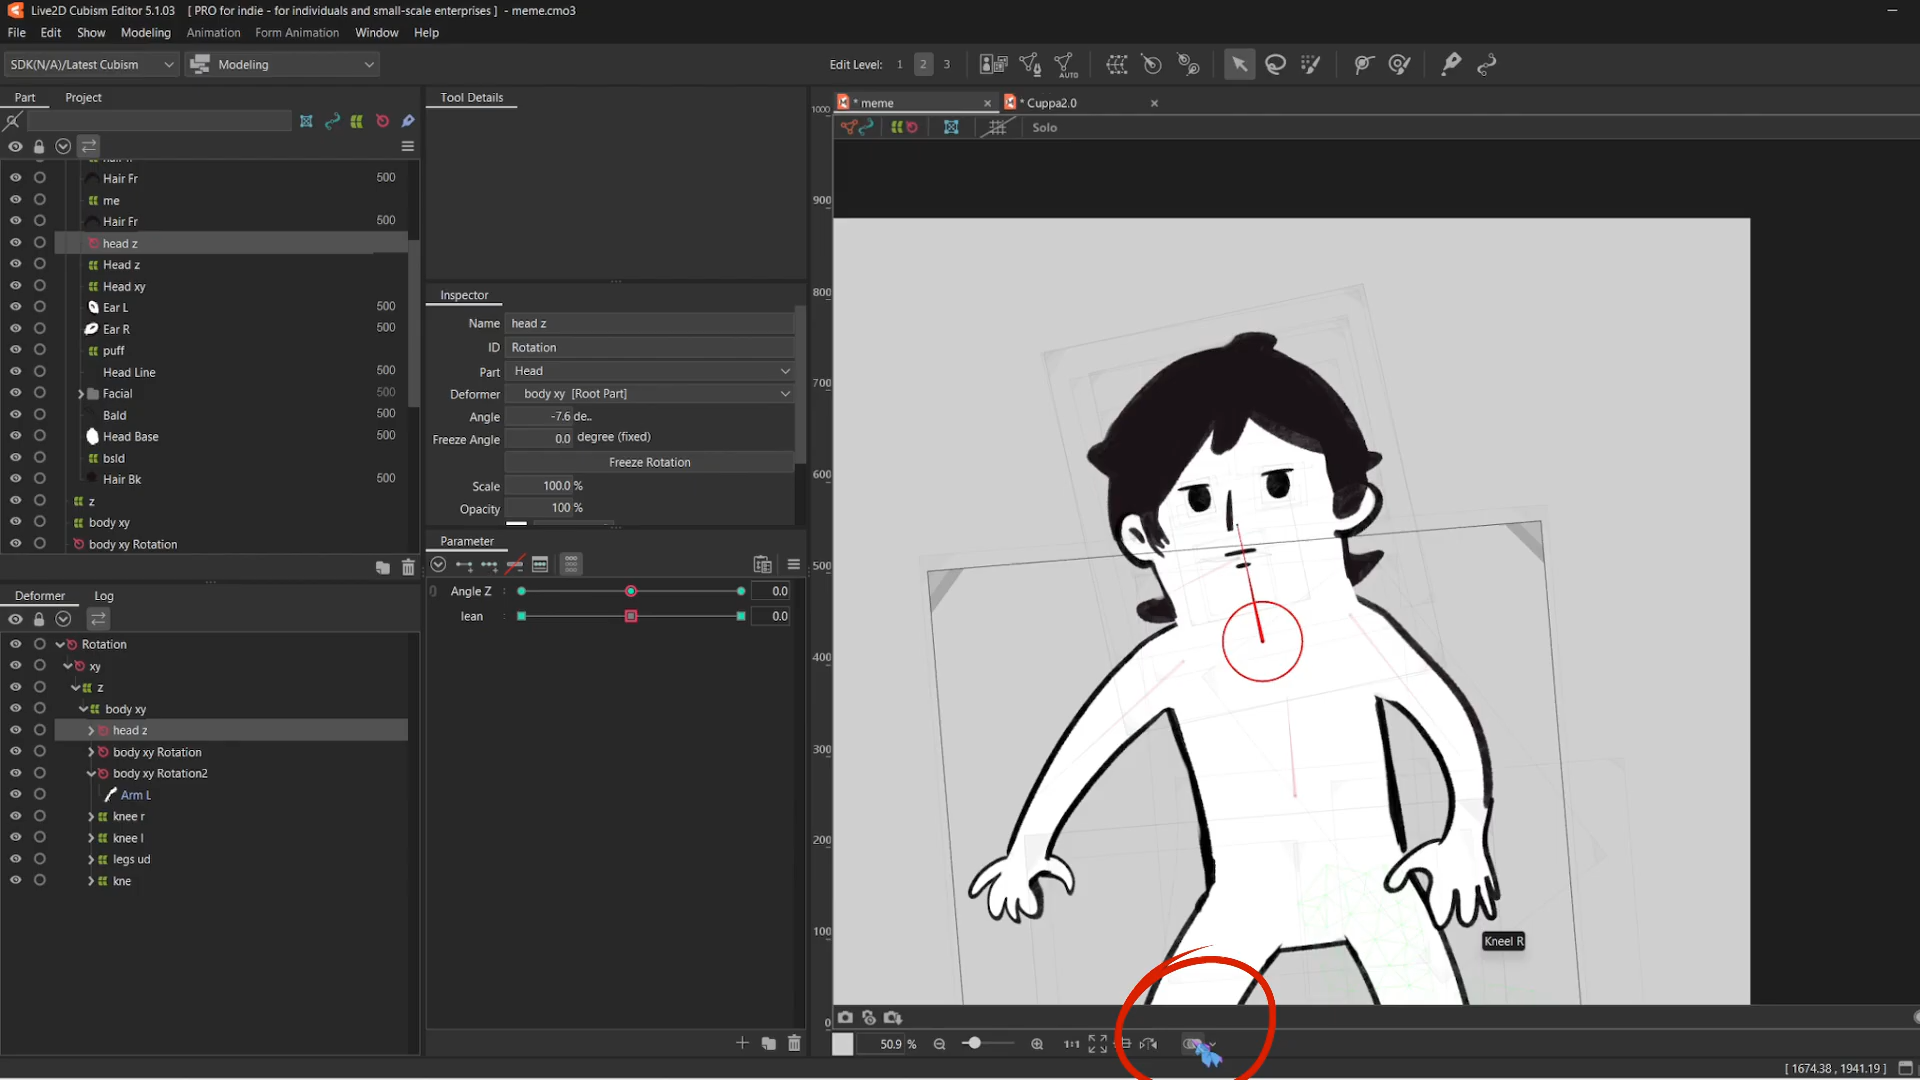 Live2D Cubism Editor 5.1.03 [ PRO for indie - for individuals and small-scale enterprises ] - meme.cmo3
File Edit Show Modeling Animation Form Animation Window Help
SDK(N/A)/Latest Cubism Modeling Edit Level: 1 2 3 AUTO
Part Project
Hair Fr 500
me
Hair Fr 500
head z
Head z
Head xy
Ear L 500
Ear R 500
puff
Head Line 500
Facial 500
Bald 500
Head Base 500
bsld
Hair Bk 500
z
body xy
body xy Rotation
Deformer Log
Rotation
xy
z
body xy
head z
body xy Rotation
body xy Rotation2
Arm L
knee r
knee l
legs ud
kne
Tool Details
Inspector
Name head z
ID Rotation
Part Head
Deformer body xy [Root Part]
Angle -7.6 de..
Freeze Angle 0.0 degree (fixed)
Freeze Rotation
Scale 100.0 %
Opacity 100 %
Parameter
Angle Z 0.0
lean 0.0
* meme * Cuppa2.0
Solo
1000
900
800
700
600
500
400
300
200
100
0
Kneel R
50.9 % 1:1
[ 1674.38 , 1941.19 ]